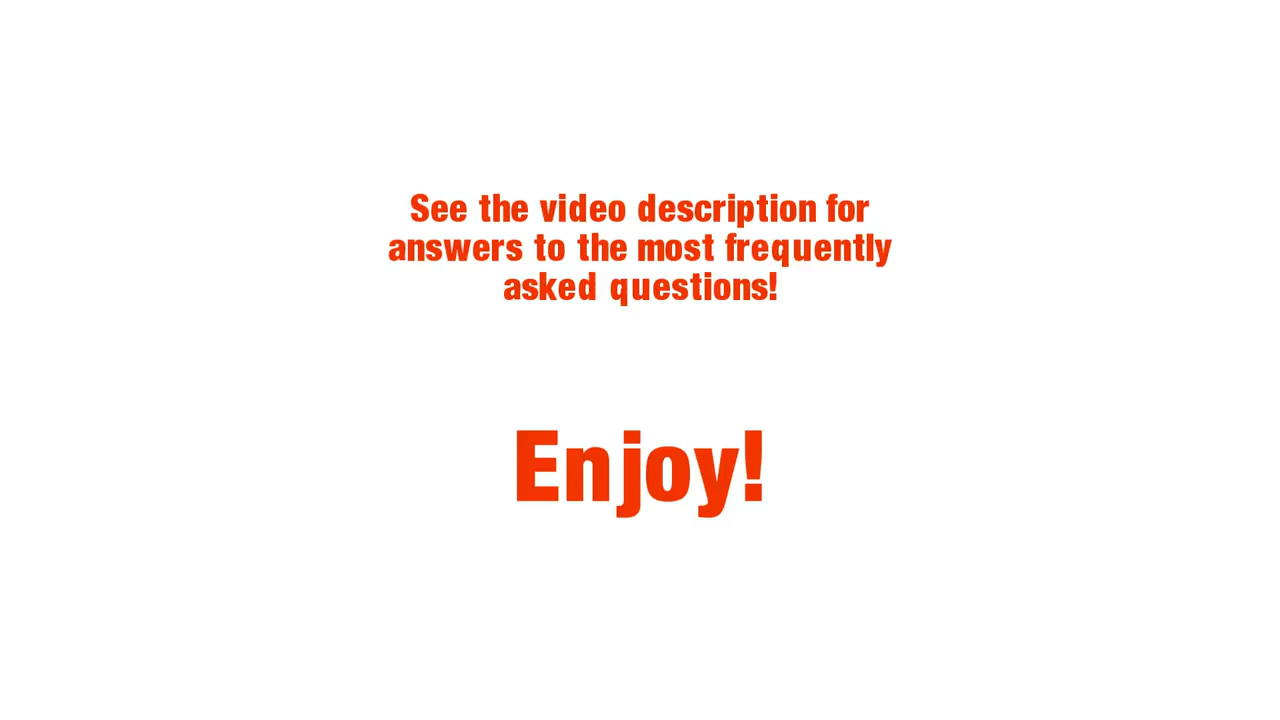 See the video description for
answers to the most frequently
asked questions!
Enjoy!